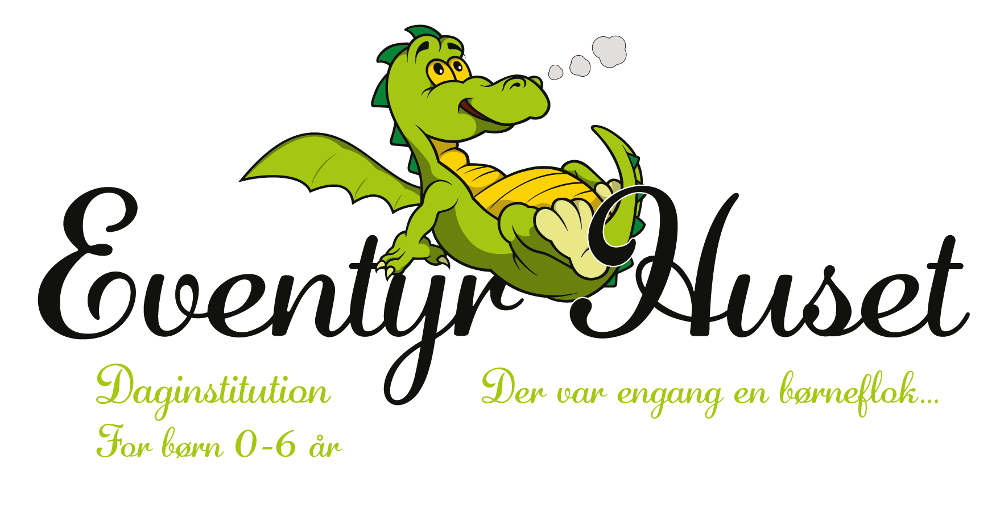 Eventyr Huset
Daginstitution
For børn 0-6 år
Der var engang en børneflok...